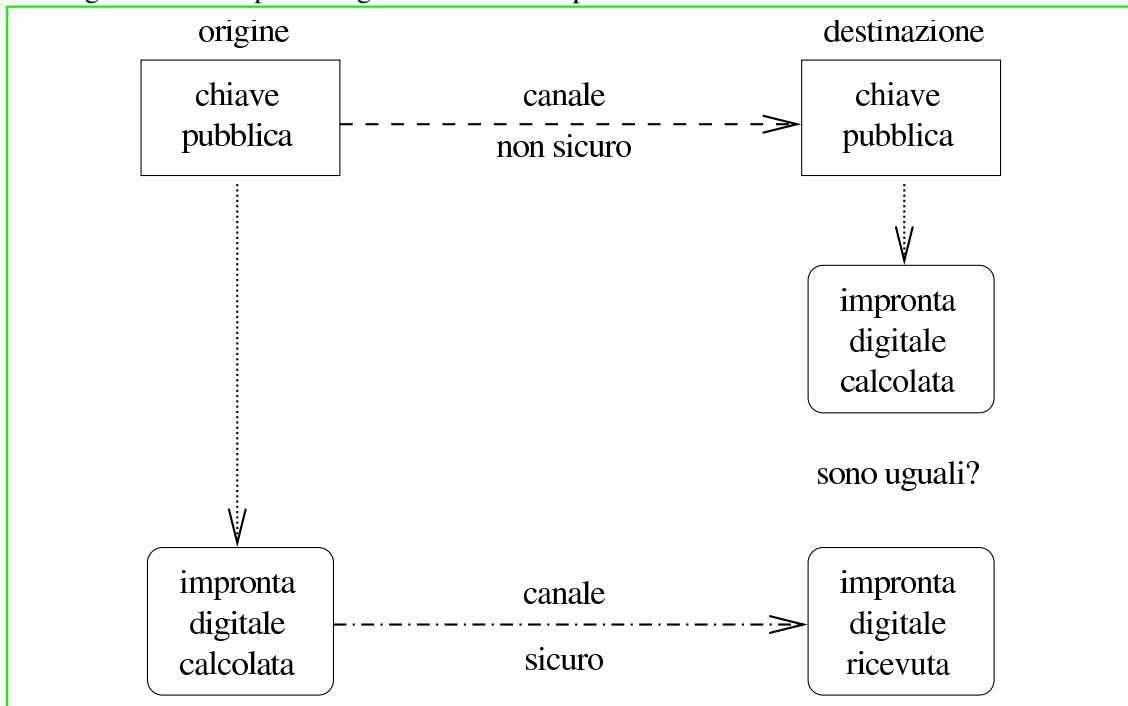 origine
destinazione
chiave
pubblica
canale
non sicuro
chiave
pubblica
impronta
digitale
calcolata
sono uguali?
impronta
digitale
calcolata
canale
sicuro
impronta
digitale
ricevuta